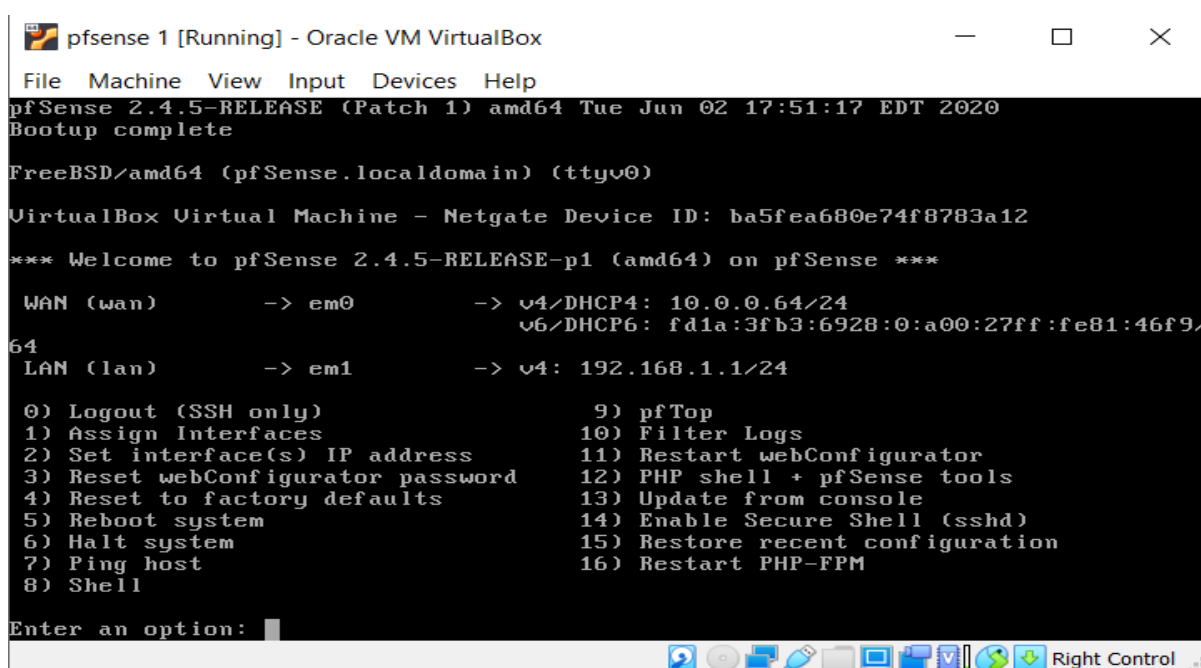 pfsense 1 [Running] - Oracle VM VirtualBox
File Machine View Input Devices Help
pfSense 2.4.5-RELEASE (Patch 1) amd64 Tue Jun 02 17:51:17 EDT 2020
Bootup complete
FreeBSD/amd64 (pfSense.localdomain) (ttyv0)
VirtualBox Virtual Machine - Netgate Device ID: ba5fea680e74f8783a12
*** Welcome to pfSense 2.4.5-RELEASE-p1 (amd64) on pfSense ***
WAN (wan) -> em0 -> v4/DHCP4: 10.0.0.64/24
v6/DHCP6: fd1a:3fb3:6928:0:a00:27ff:fe81:46f9/
64
LAN (lan) -> em1 -> v4: 192.168.1.1/24
0) Logout (SSH only) 9) pfTop
1) Assign Interfaces 10) Filter Logs
2) Set interface(s) IP address 11) Restart webConfigurator
3) Reset webConfigurator password 12) PHP shell + pfSense tools
4) Reset to factory defaults 13) Update from console
5) Reboot system 14) Enable Secure Shell (sshd)
6) Halt system 15) Restore recent configuration
7) Ping host 16) Restart PHP-FPM
8) Shell
Enter an option:
Right Control